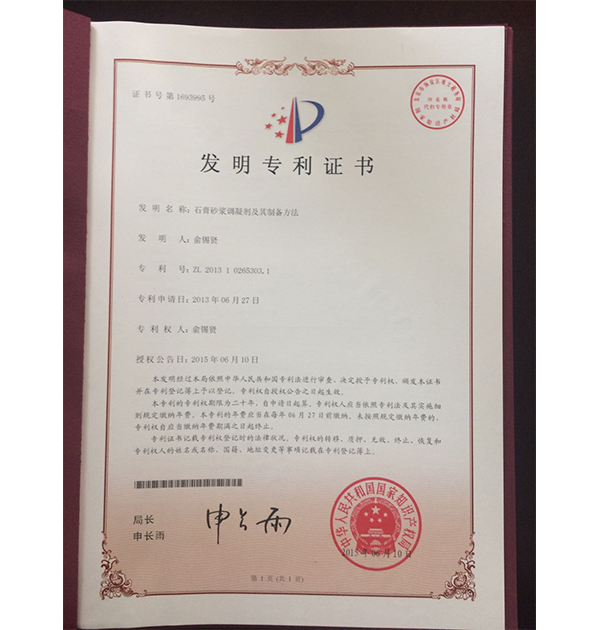 证书号第1693995号
发明专利证书
发明名称：石膏砂浆调凝剂及其制备方法
发明人：俞锡贤
专利号：ZL 2013 1 0265303.1
专利申请日：2013年06月27日
专利权人：俞锡贤
授权公告日：2015年06月10日
本发明经过本局依照中华人民共和国专利法进行审查，决定授予专利权，颁发本证书
并在专利登记簿上予以登记。专利权自授权公告之日起生效。
本专利的专利权期限为二十年，自申请日起算。专利权人应当依照专利法及其实施细
则规定缴纳年费。本专利的年费应当在每年06月27日前缴纳。未按照规定缴纳年费的，
专利权自应当缴纳年费期满之日起终止。
专利证书记载专利权登记时的法律状况。专利权的转移、质押、无效、终止、恢复和
专利权人的姓名或名称、国籍、地址变更等事项记载在专利登记簿上。
局长
申长雨
申长雨
中华人民共和国国家知识产权局
2015年06月10日
第1页（共1页）